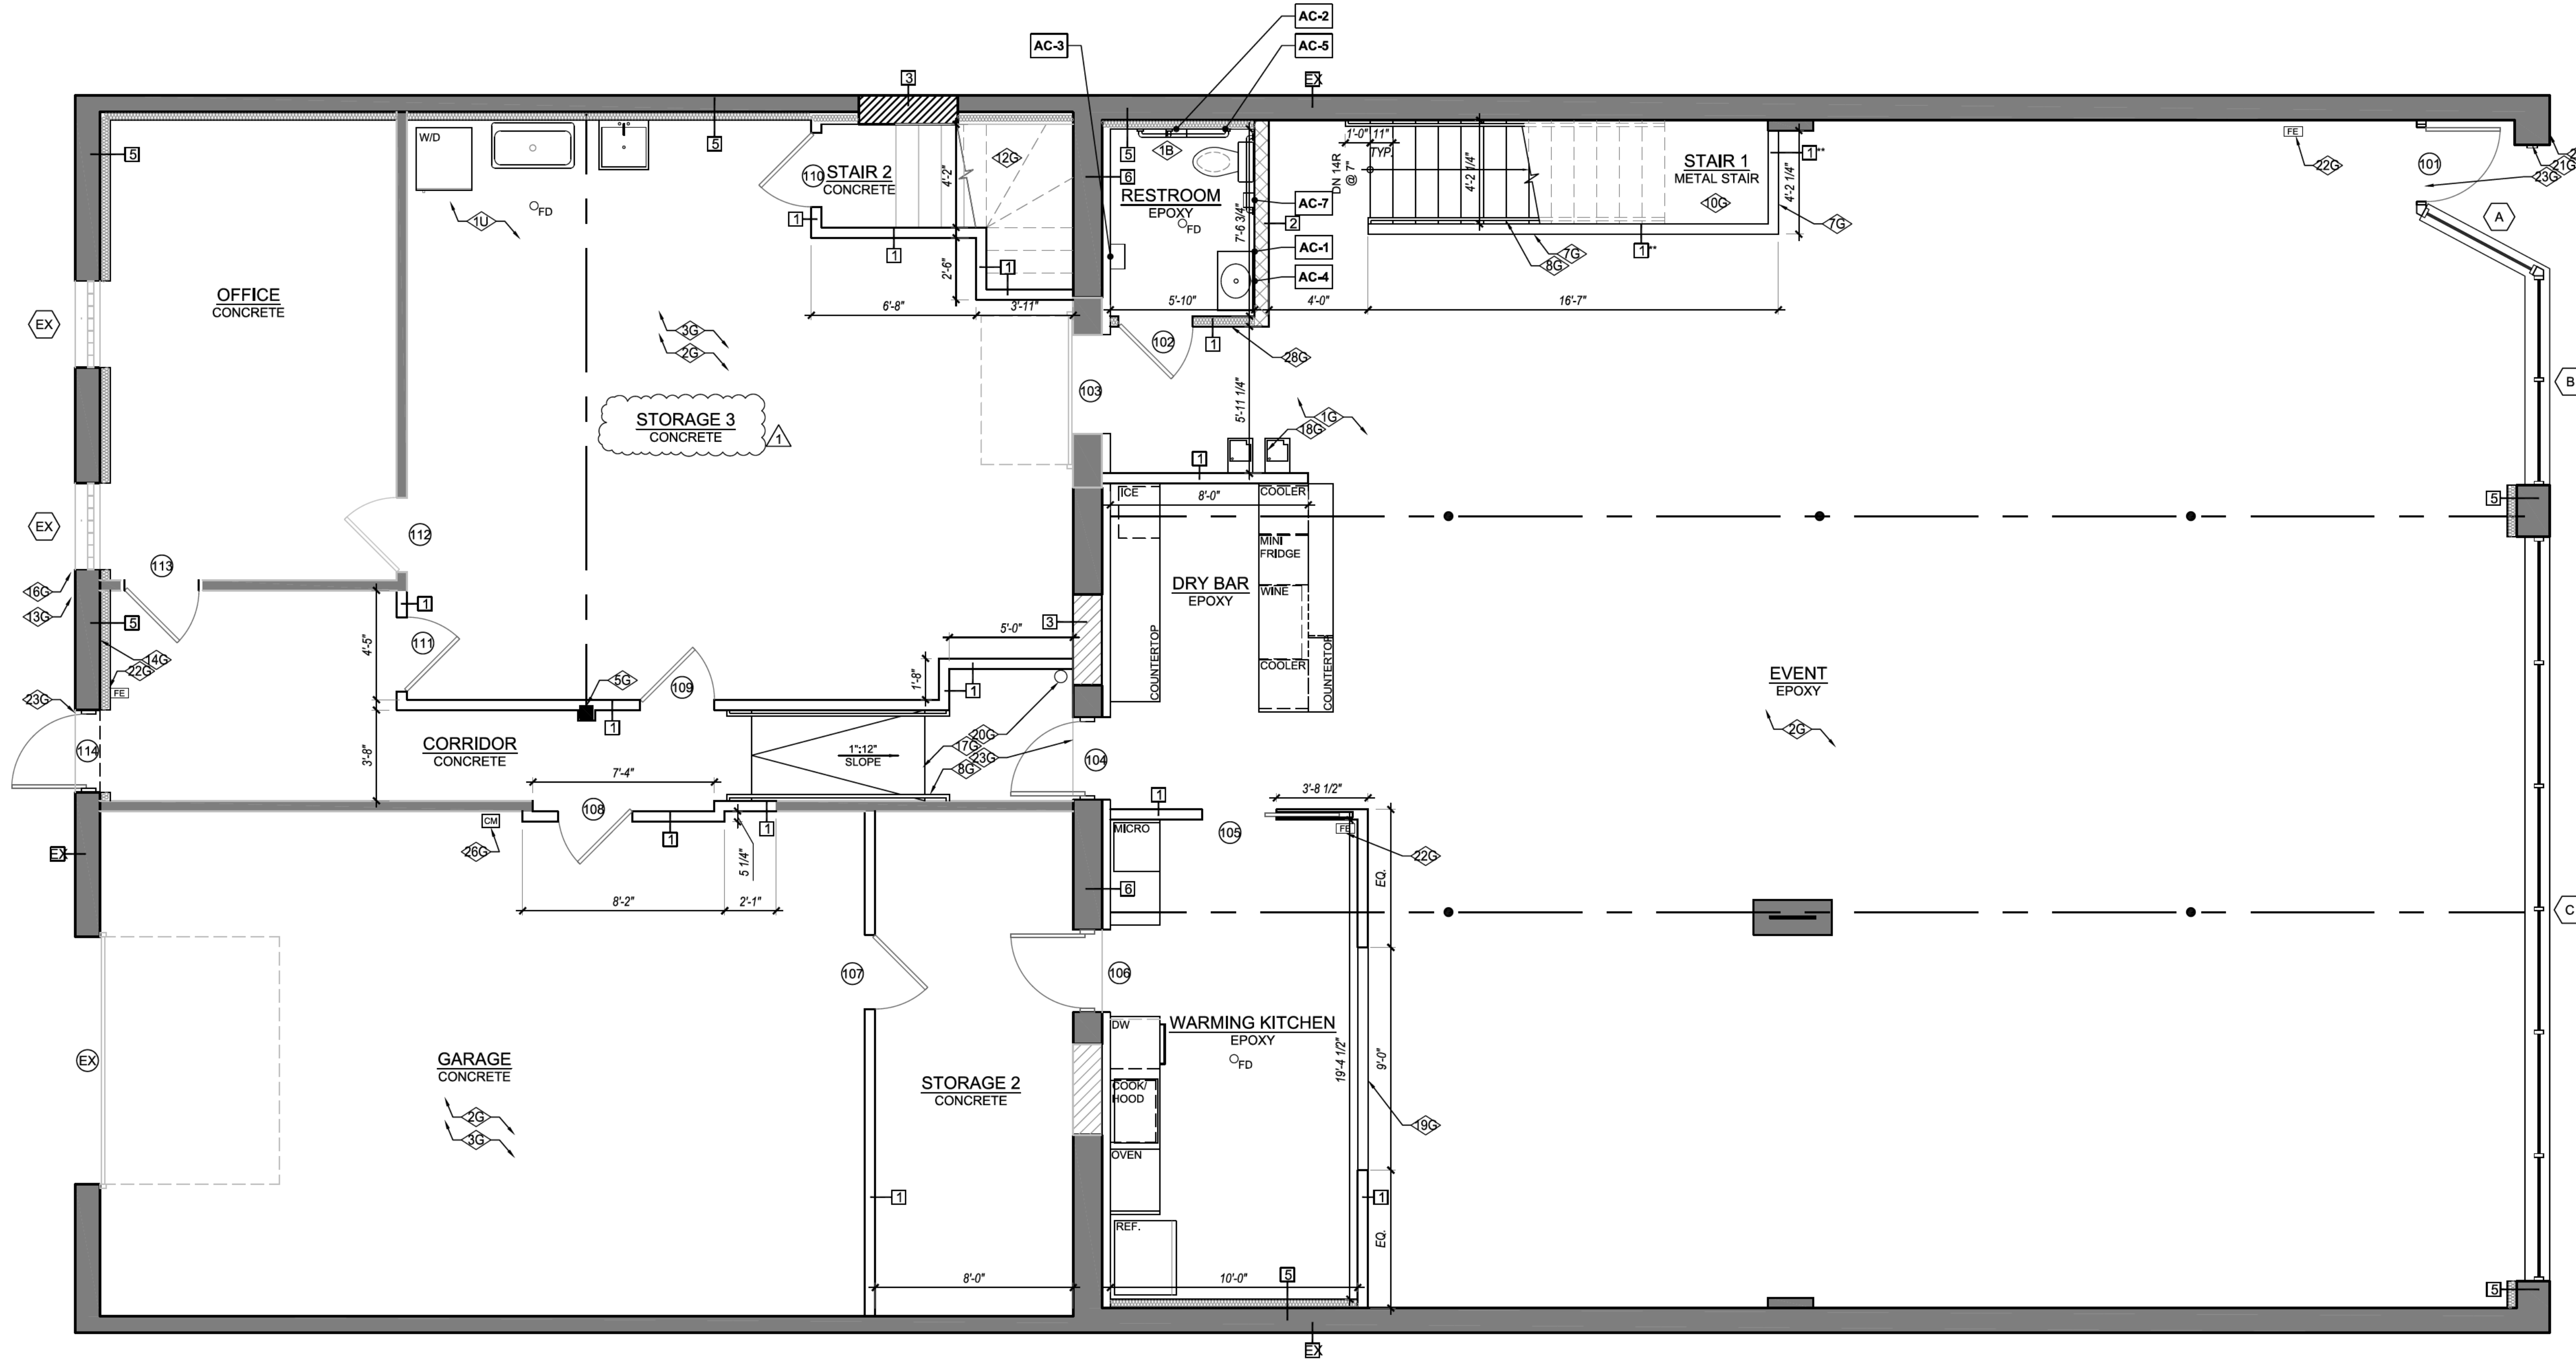 AC-2
AC-3
AC-5
3
EX
5
W/D
5
FD
1U
110
STAIR 2
CONCRETE
4'-2"
12G
1
1
2'-6"
1
6'-8"
3'-11"
5
6
1B
RESTROOM
EPOXY
FD
7'-6 3/4"
AC-7
2
AC-1
AC-4
5'-10"
4'-0"
16'-7"
1'-0"
11"
TYP.
DN 14R
@ 7"
4'-2 1/4"
STAIR 1
METAL STAIR
10G
1**
4'-2 1/4"
7G
1**
7G
8G
FE
22G
101
21G
23G
A
OFFICE
CONCRETE
EX
3G
2G
STORAGE 3
CONCRETE
1
103
102
1
28G
5'-11 1/4"
1G
18G
B
1
ICE
8'-0"
COOLER
MINI
FRIDGE
WINE
COOLER
COUNTERTOP
COUNTERTOP
DRY BAR
EPOXY
5
EX
112
113
16G
13G
5
14G
22G
FE
23G
114
1
111
4'-5"
3'-8"
5G
109
1
5'-0"
1'-8"
1
3
20G
17G
23G
8G
104
CORRIDOR
CONCRETE
1":12"
SLOPE
7'-4"
108
1
1
CM
26G
5 1/4"
8'-2"
2'-1"
EX
EVENT
EPOXY
2G
1
3'-8 1/2"
105
MICRO
FE
22G
EQ.
6
C
107
106
EX
GARAGE
CONCRETE
2G
3G
STORAGE 2
CONCRETE
1
8'-0"
DW
WARMING KITCHEN
EPOXY
FD
COOK/
HOOD
OVEN
REF.
19'-4 1/2"
9'-0"
19G
1
EQ.
10'-0"
5
5
EX